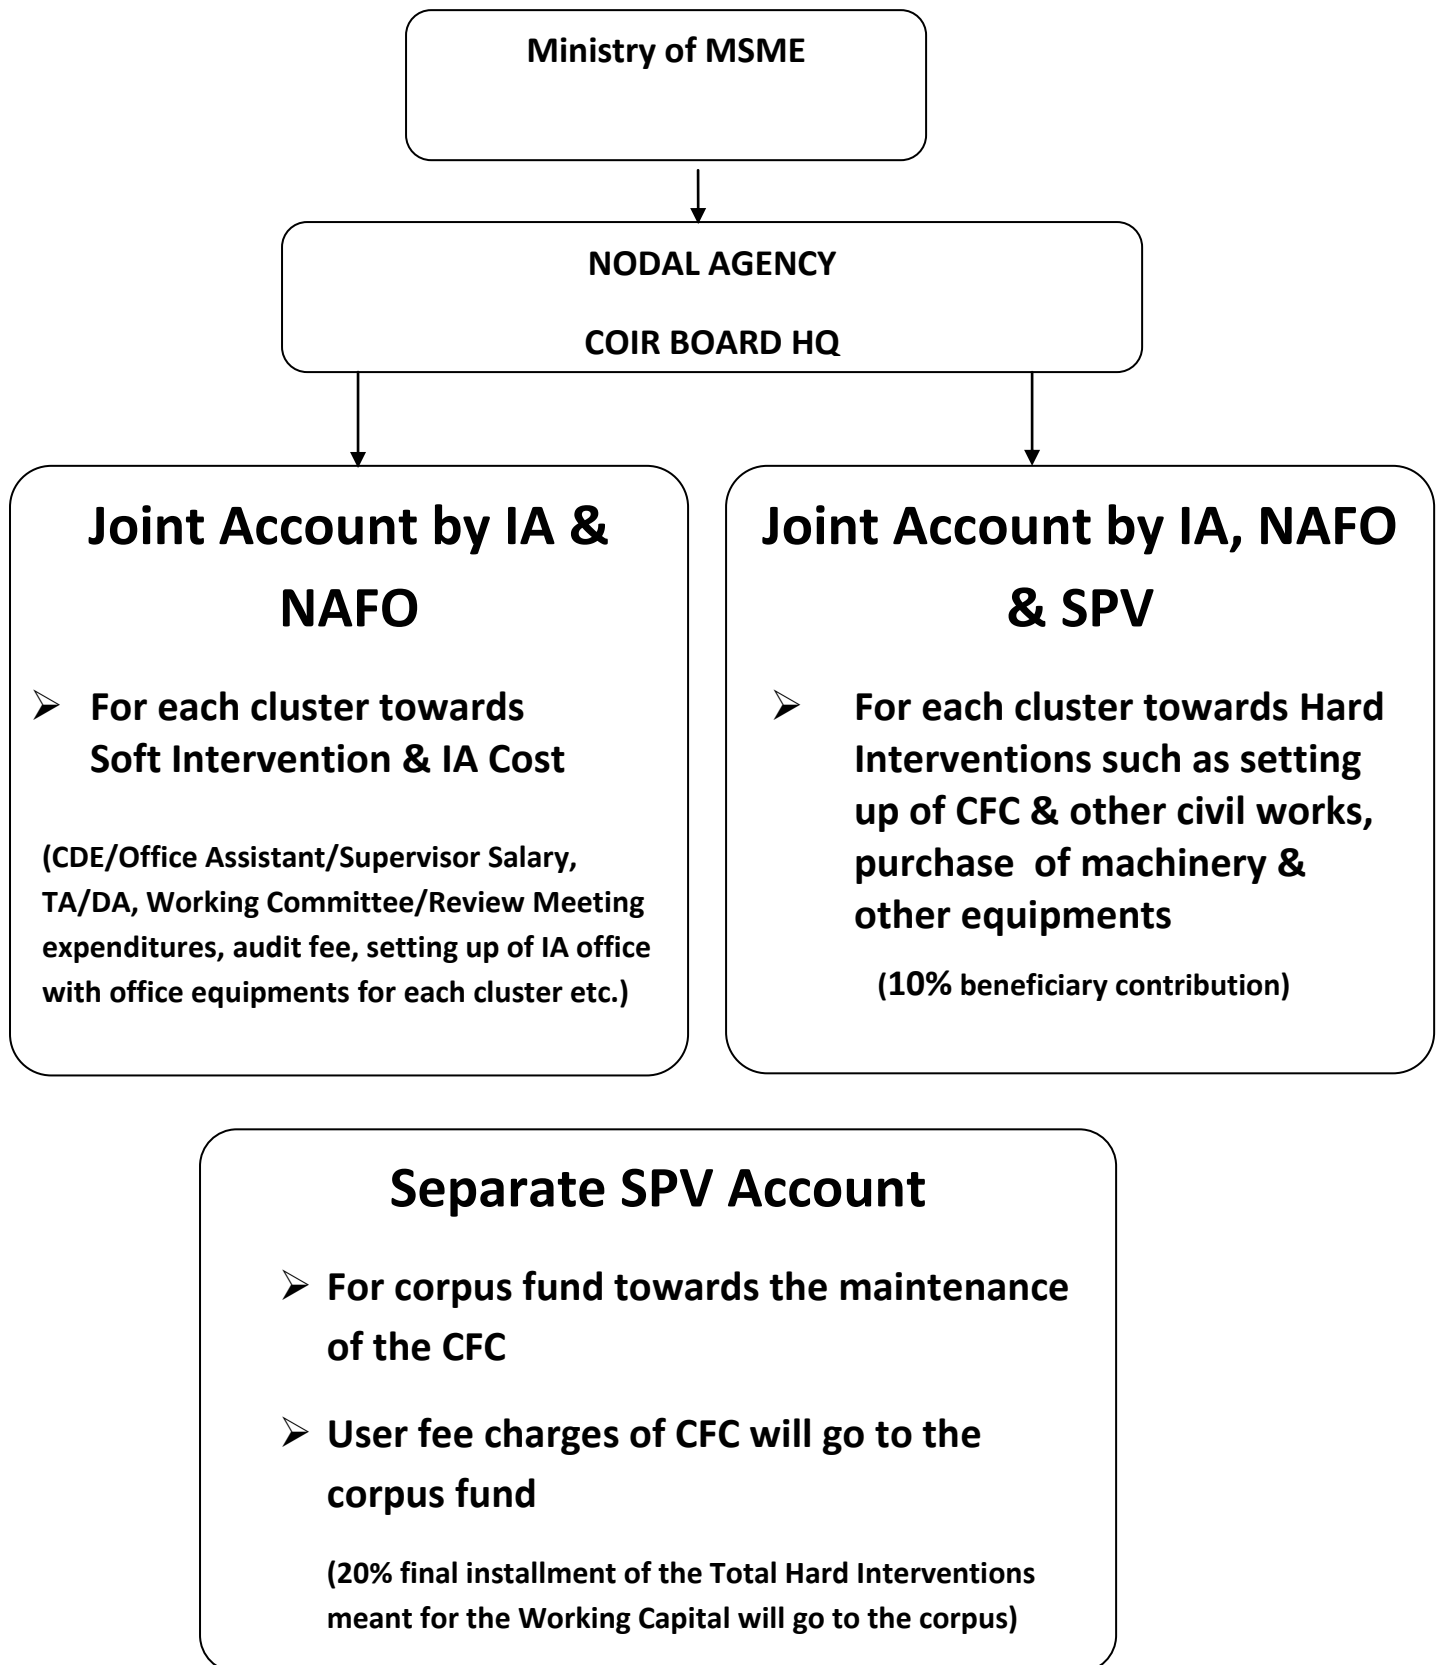 Ministry of MSME
NODAL AGENCY
COIR BOARD HQ
Joint Account by IA &
NAFO
➢ For each cluster towards
Soft Intervention & IA Cost
(CDE/Office Assistant/Supervisor Salary,
TA/DA, Working Committee/Review Meeting
expenditures, audit fee, setting up of IA office
with office equipments for each cluster etc.)
Joint Account by IA, NAFO
& SPV
➢ For each cluster towards Hard
Interventions such as setting
up of CFC & other civil works,
purchase of machinery &
other equipments
(10% beneficiary contribution)
Separate SPV Account
➢ For corpus fund towards the maintenance
of the CFC
➢ User fee charges of CFC will go to the
corpus fund
(20% final installment of the Total Hard Interventions
meant for the Working Capital will go to the corpus)